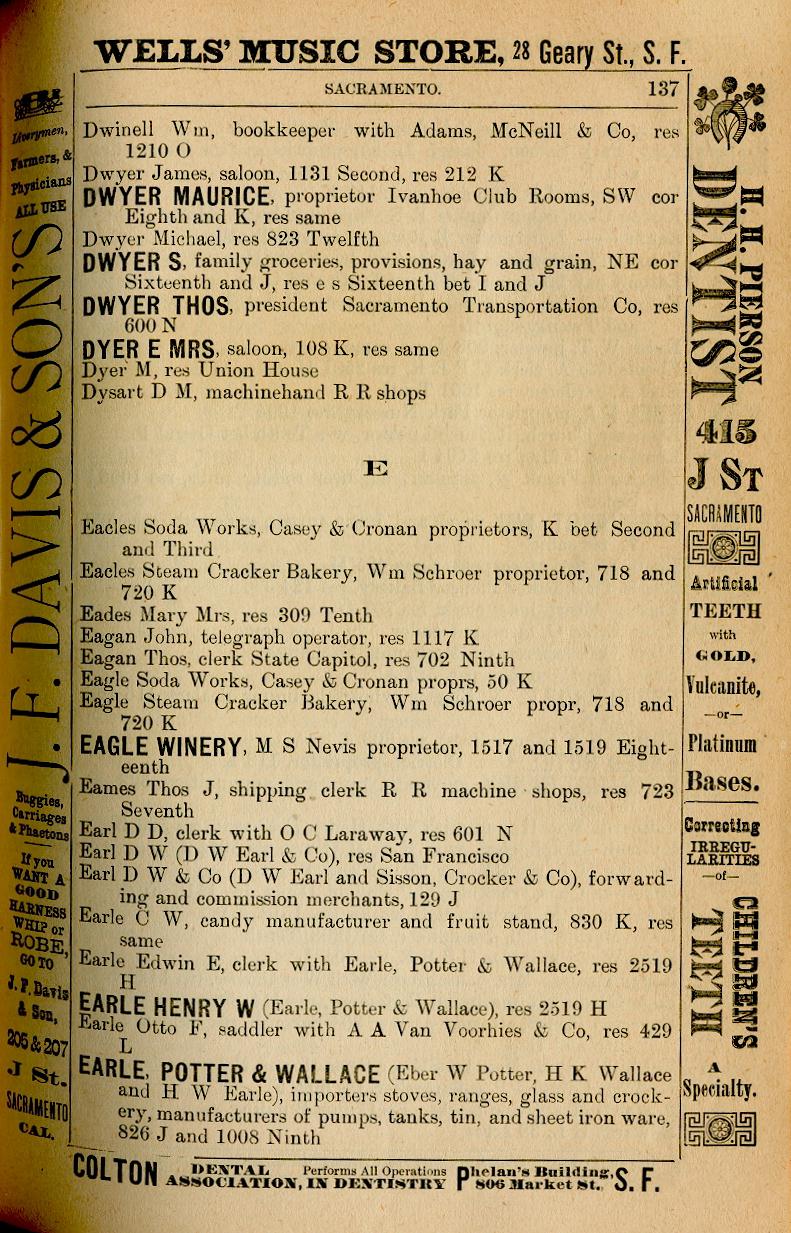 WELLS' MUSIC STORE, 28 Geary St., S. F.
SACRAMENTO. 137
Dwinell Wm, bookkeeper with Adams, McNeill & Co, res
1210 O
Dwyer James, saloon, 1131 Second, res 212 K
DWYER MAURICE, proprietor Ivanhoe Club Rooms, SW cor
Eighth and K, res same
Dwyer Michael, res 823 Twelfth
DWYER S, family groceries, provisions, hay and grain, NE cor
Sixteenth and J, res e s Sixteenth bet I and J
DWYER THOS, president Sacramento Transportation Co, res
600 N
DYER E MRS, saloon, 108 K, res same
Dyer M, res Union House
Dysart D M, machinehand R R shops
E
Eacles Soda Works, Casey & Cronan proprietors, K bet Second
and Third
Eacles Steam Cracker Bakery, Wm Schroer proprietor, 718 and
720 K
Eades Mary Mrs, res 309 Tenth
Eagan John, telegraph operator, res 1117 K
Eagan Thos, clerk State Capitol, res 702 Ninth
Eagle Soda Works, Casey & Cronan proprs, 50 K
Eagle Steam Cracker Bakery, Wm Schroer propr, 718 and
720 K
EAGLE WINERY, M S Nevis proprietor, 1517 and 1519 Eight-
eenth
Eames Thos J, shipping clerk R R machine shops, res 723
Seventh
Earl D D, clerk with O C Laraway, res 601 N
Earl D W (D W Earl & Co), res San Francisco
Earl D W & Co (D W Earl and Sisson, Crocker & Co), forward-
ing and commission merchants, 129 J
Earle C W, candy manufacturer and fruit stand, 830 K, res
same
Earle Edwin E, clerk with Earle, Potter & Wallace, res 2519
H
EARLE HENRY W (Earle, Potter & Wallace), res 2519 H
Earle Otto F, saddler with A A Van Voorhies & Co, res 429
L
EARLE, POTTER & WALLACE (Eber W Potter, H K Wallace
and H W Earle), importers stoves, ranges, glass and crock-
ery, manufacturers of pumps, tanks, tin, and sheet iron ware,
826 J and 1008 Ninth
Liverymen,
Farmers, &
Physicians
ALL USE
J. F. DAVIS & SON'S
Buggies,
Carriages
& Phaetons
If you
WANT A
GOOD
HARNESS
WHIP or
ROBE,
GO TO
J. F. Davis
& Son,
205 & 207
J St.
SACRAMENTO
CAL.
H. H. PIERSON
DENTIST
415
J ST
SACRAMENTO
Artificial
TEETH
with
GOLD,
Vulcanite,
—or—
Platinum
Bases.
Correcting
IRREGU-
LARITIES
—of—
CHILDREN'S
TEETH
A
Specialty.
COLTON DENTAL ASSOCIATION, Performs All Operations IN DENTISTRY Phelan's Building, 806 Market St., S. F.